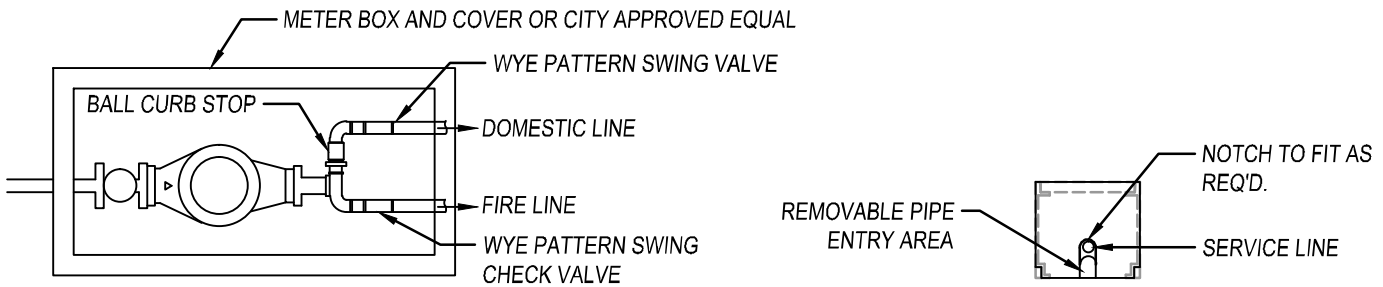 METER BOX AND COVER OR CITY APPROVED EQUAL
WYE PATTERN SWING VALVE
BALL CURB STOP
DOMESTIC LINE
FIRE LINE
WYE PATTERN SWING
CHECK VALVE
NOTCH TO FIT AS
REQ'D.
REMOVABLE PIPE
ENTRY AREA
SERVICE LINE